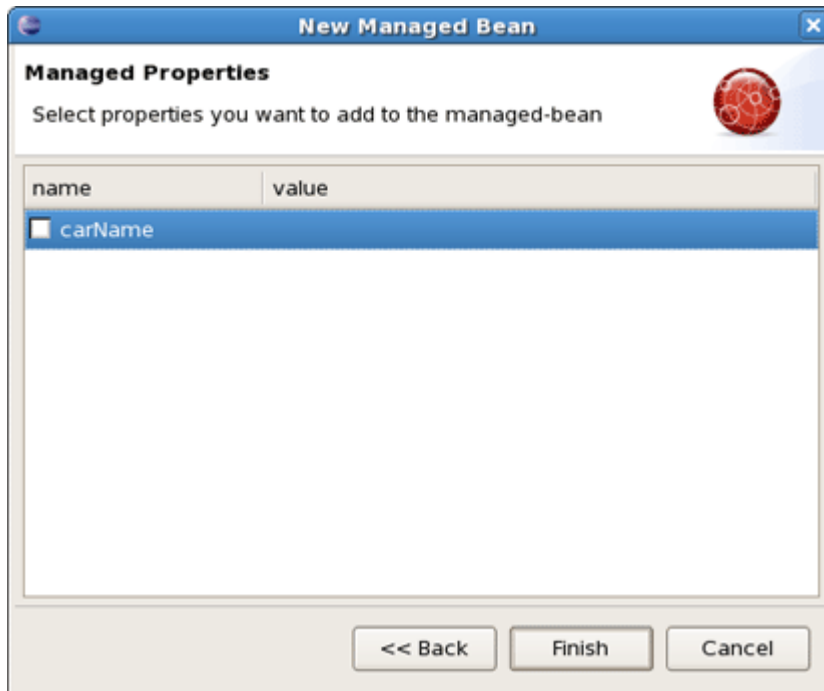 New Managed Bean
Managed Properties
Select properties you want to add to the managed-bean
name value
carName
<< Back Finish Cancel